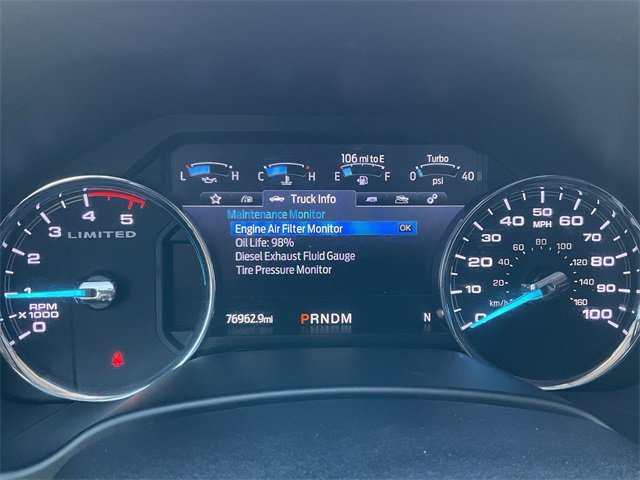 106 mi to E
Turbo
L H C H E F 0 40
psi
Truck Info
Maintenance Monitor
Engine Air Filter Monitor OK
Oil Life: 98%
Diesel Exhaust Fluid Gauge
Tire Pressure Monitor
76962.9mi PRNDM N
0 1 2 3 4 5
LIMITED
RPM
x1000
0 10 20 30 40 50 60 70 80 90 100
MPH
20 40 60 80 100 120 140 160
km/h